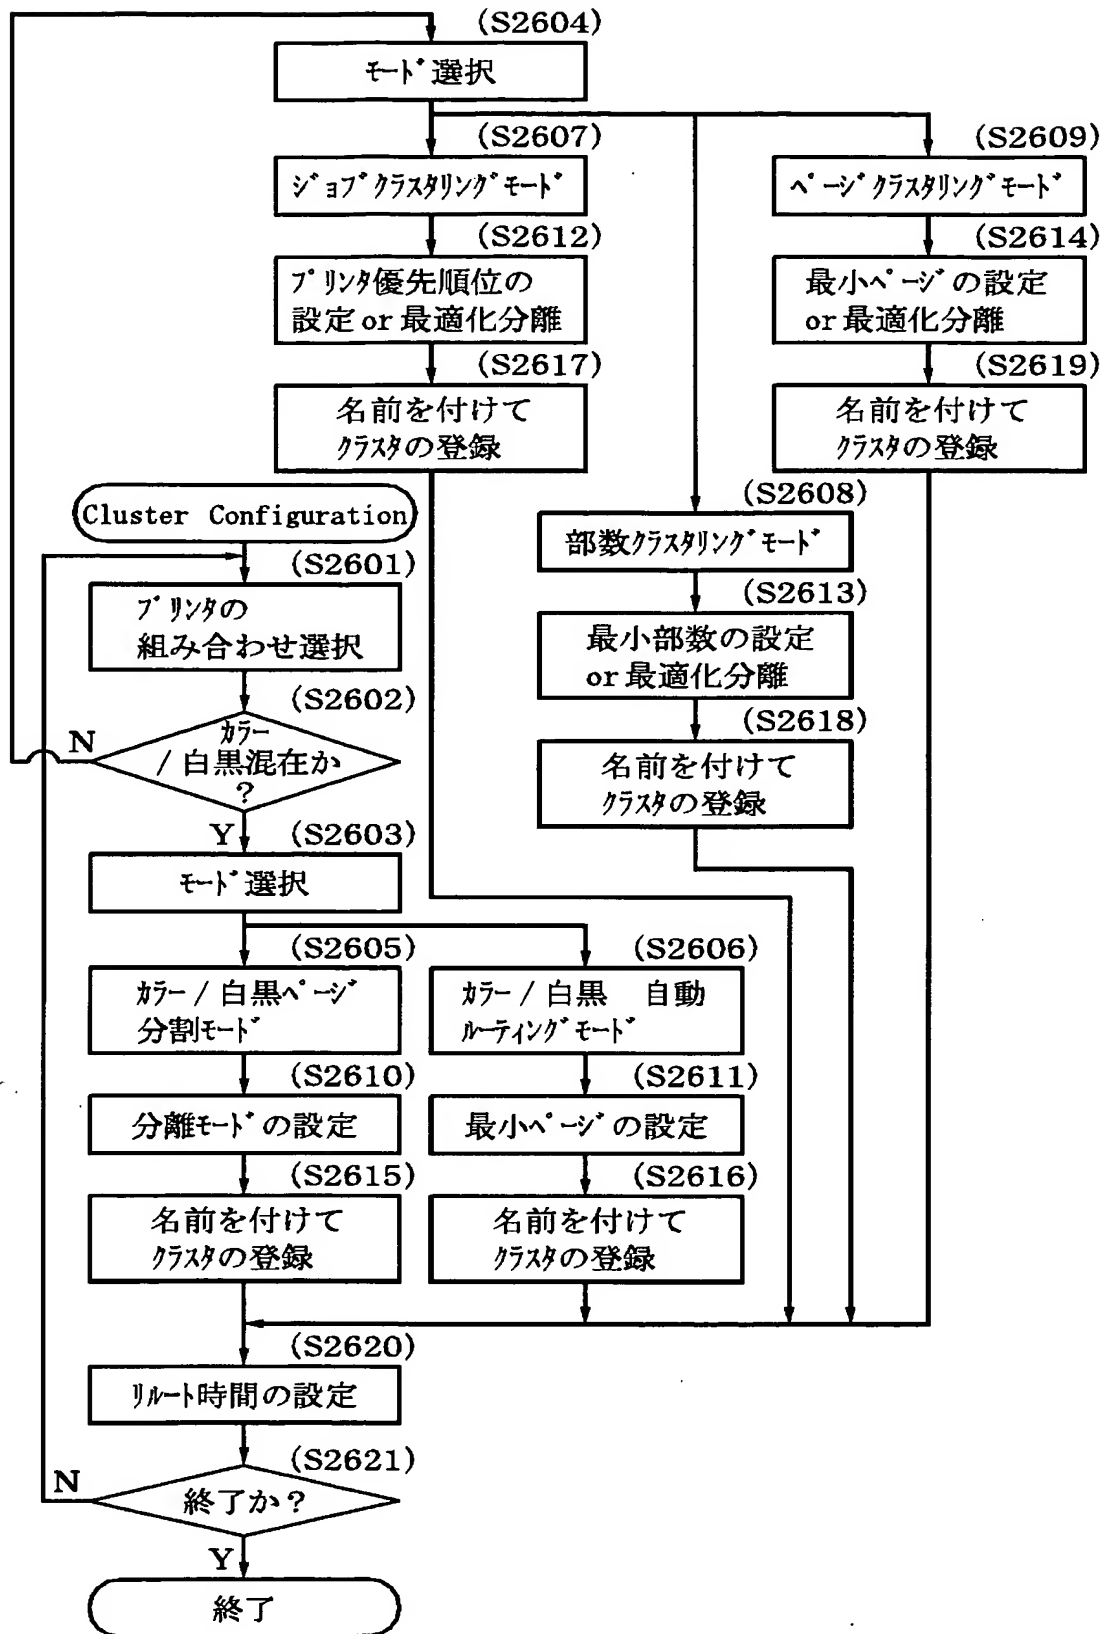 (S2604)
モード選択
(S2607)
ジョブクラスタリングモード
(S2609)
ページクラスタリングモード
(S2612)
プリンタ優先順位の
設定or最適化分離
(S2614)
最小ページの設定
or最適化分離
(S2617)
名前を付けて
クラスタの登録
(S2619)
名前を付けて
クラスタの登録
Cluster Configuration
(S2608)
部数クラスタリングモード
(S2601)
プリンタの
組み合わせ選択
(S2613)
最小部数の設定
or最適化分離
(S2602)
カラー
/白黒混在か
?
N
Y
(S2618)
名前を付けて
クラスタの登録
(S2603)
モード選択
(S2605)
カラー/白黒ページ
分割モード
(S2606)
カラー/白黒 自動
ルーティングモード
(S2610)
分離モードの設定
(S2611)
最小ページの設定
(S2615)
名前を付けて
クラスタの登録
(S2616)
名前を付けて
クラスタの登録
(S2620)
リルート時間の設定
(S2621)
終了か?
N
Y
終了